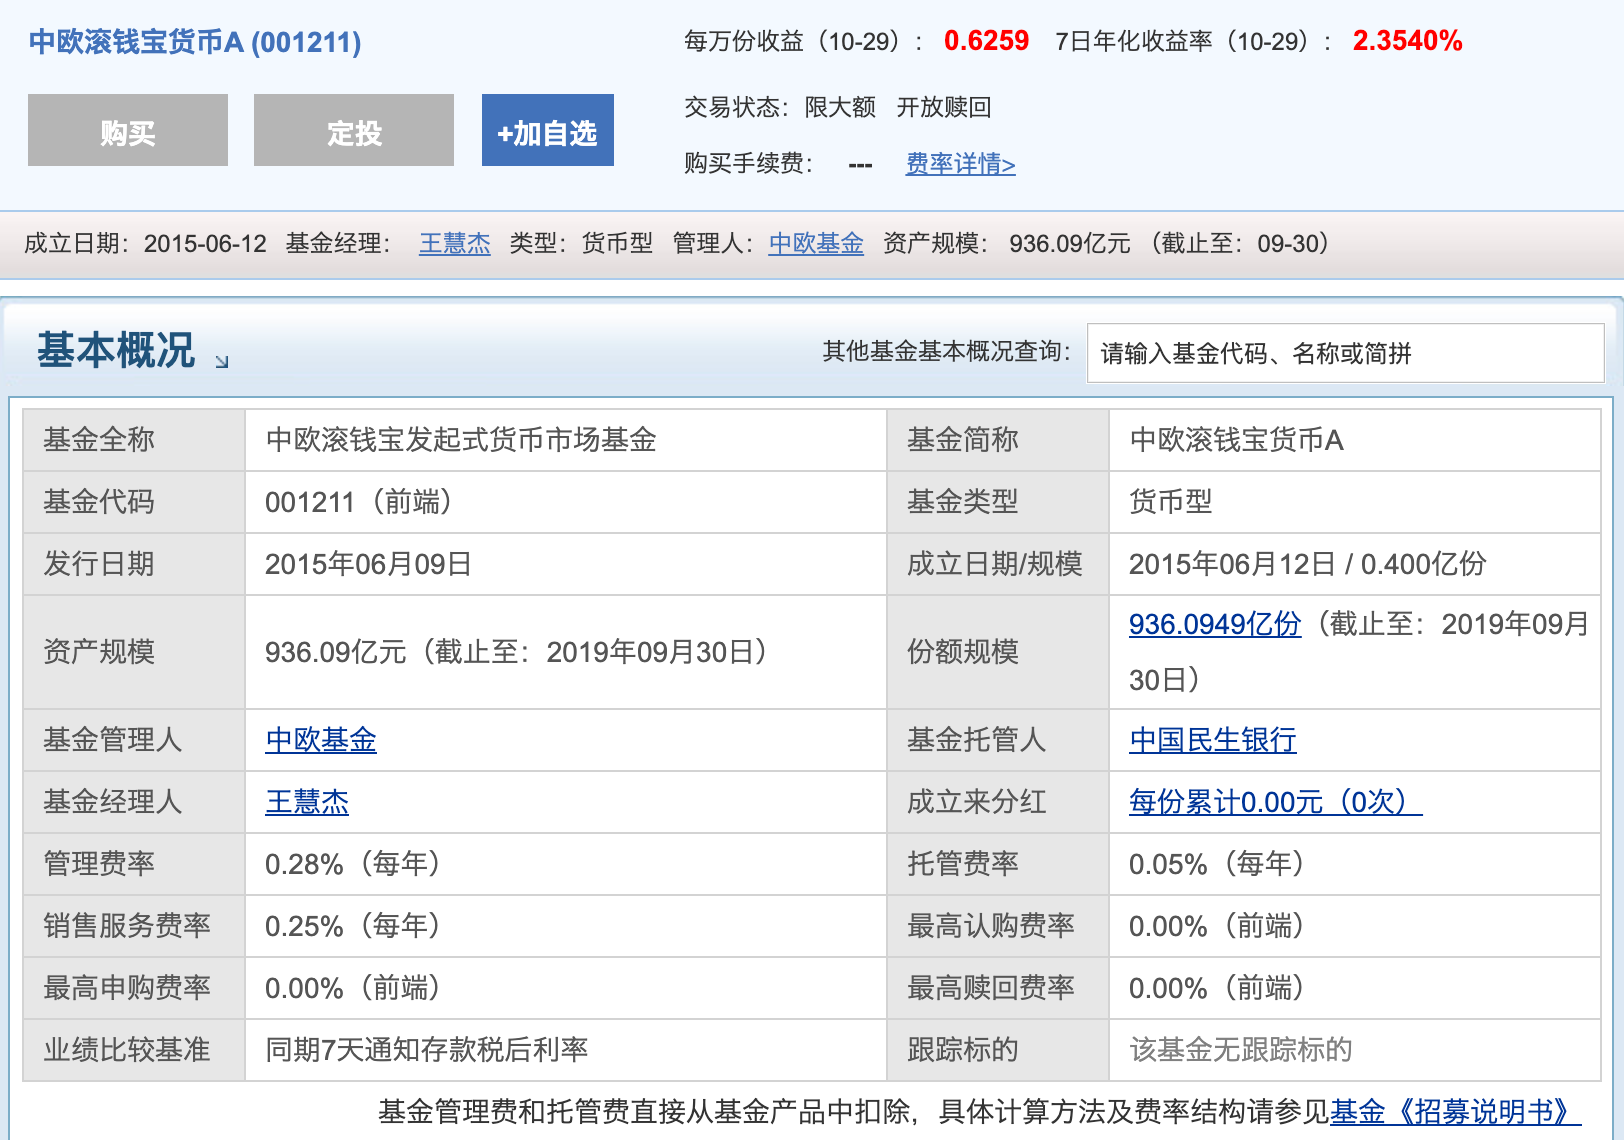 中欧滚钱宝货币A (001211)
每万份收益（10-29）： 0.6259 7日年化收益率（10-29）： 2.3540%
购买 定投 +加自选
交易状态： 限大额 开放赎回
购买手续费： --- 费率详情>
成立日期： 2015-06-12 基金经理： 王慧杰 类型： 货币型 管理人： 中欧基金 资产规模： 936.09亿元 （截止至：09-30）
基本概况
其他基金基本概况查询： 请输入基金代码、名称或简拼
基金全称 中欧滚钱宝发起式货币市场基金 基金简称 中欧滚钱宝货币A
基金代码 001211（前端） 基金类型 货币型
发行日期 2015年06月09日 成立日期/规模 2015年06月12日 / 0.400亿份
资产规模 936.09亿元（截止至：2019年09月30日） 份额规模 936.0949亿份（截止至：2019年09月
30日）
基金管理人 中欧基金 基金托管人 中国民生银行
基金经理人 王慧杰 成立来分红 每份累计0.00元（0次）
管理费率 0.28%（每年） 托管费率 0.05%（每年）
销售服务费率 0.25%（每年） 最高认购费率 0.00%（前端）
最高申购费率 0.00%（前端） 最高赎回费率 0.00%（前端）
业绩比较基准 同期7天通知存款税后利率 跟踪标的 该基金无跟踪标的
基金管理费和托管费直接从基金产品中扣除，具体计算方法及费率结构请参见基金《招募说明书》